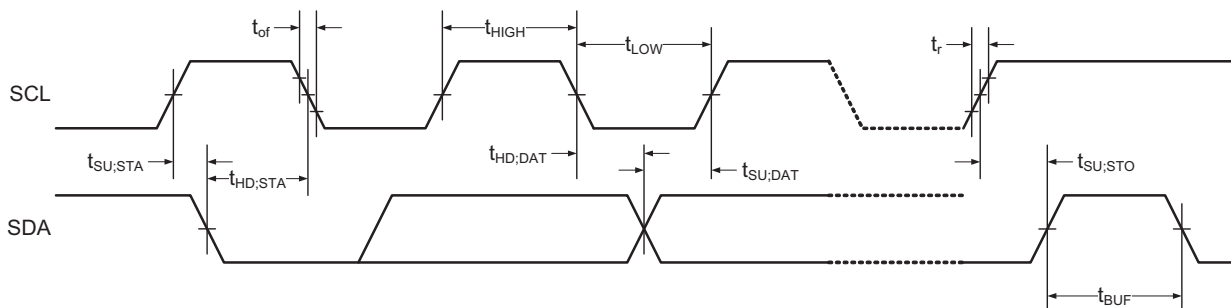 t_of
t_HIGH
t_LOW
t_r
SCL
t_SU;STA
t_HD;STA
t_HD;DAT
t_SU;DAT
t_SU;STO
SDA
t_BUF